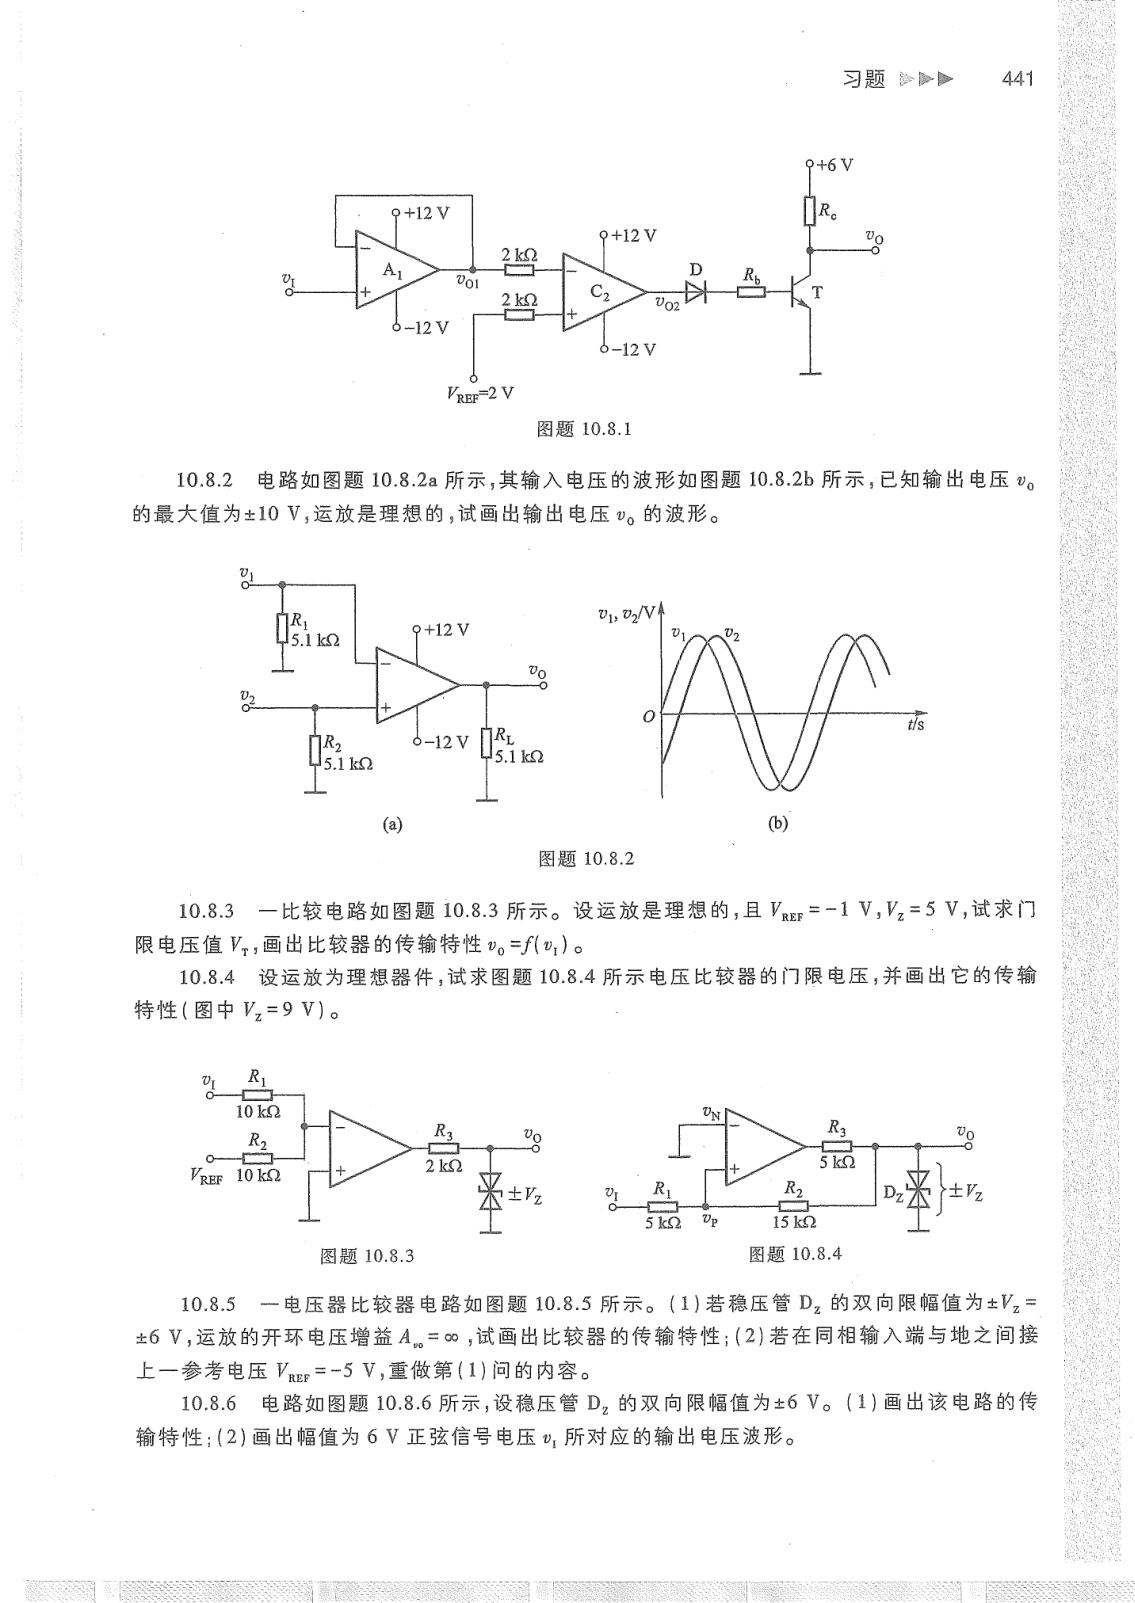 习题 441
+6 V
R_c
v_O
+12 V
+12 V
2 kΩ
A_1
v_I
v_O1
C_2
D
R_b
T
v_O2
2 kΩ
-12 V
-12 V
V_REF=2 V
图题 10.8.1
10.8.2 电路如图题 10.8.2a 所示,其输入电压的波形如图题 10.8.2b 所示,已知输出电压 v_o
的最大值为±10 V,运放是理想的,试画出输出电压 v_o 的波形。
v_1
R_1
5.1 kΩ
+12 V
v_O
v_2
R_2
5.1 kΩ
-12 V
R_L
5.1 kΩ
(a)
v_1, v_2/V
v_1
v_2
O
t/s
(b)
图题 10.8.2
10.8.3 一比较电路如图题 10.8.3 所示。设运放是理想的,且 V_REF=-1 V,V_Z=5 V,试求门
限电压值 V_T,画出比较器的传输特性 v_o=f(v_I)。
10.8.4 设运放为理想器件,试求图题 10.8.4 所示电压比较器的门限电压,并画出它的传输
特性(图中 V_Z=9 V)。
v_I
R_1
10 kΩ
R_2
V_REF
10 kΩ
R_3
2 kΩ
v_O
±V_Z
图题 10.8.3
v_N
R_3
5 kΩ
v_O
v_I
R_1
5 kΩ
v_P
R_2
15 kΩ
D_Z
±V_Z
图题 10.8.4
10.8.5 一电压器比较器电路如图题 10.8.5 所示。(1)若稳压管 D_Z 的双向限幅值为±V_Z=
±6 V,运放的开环电压增益 A_vo=∞,试画出比较器的传输特性;(2)若在同相输入端与地之间接
上一参考电压 V_REF=-5 V,重做第(1)问的内容。
10.8.6 电路如图题 10.8.6 所示,设稳压管 D_Z 的双向限幅值为±6 V。(1)画出该电路的传
输特性;(2)画出幅值为 6 V 正弦信号电压 v_I 所对应的输出电压波形。